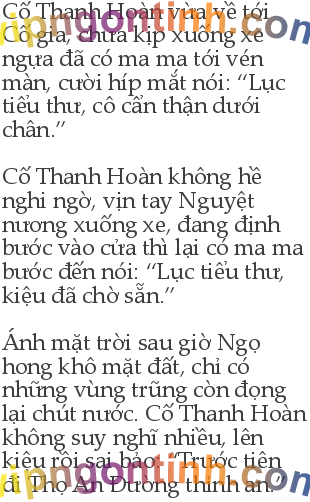 Cố Thanh Hoàn vừa về tới
Cố gia, chưa kịp xuống xe
ngựa đã có ma ma tới vén
màn, cười híp mắt nói: “Lục
tiểu thư, cô cẩn thận dưới
chân.”
Cố Thanh Hoàn không hề
nghi ngờ, vịn tay Nguyệt
nương xuống xe, đang định
bước vào cửa thì lại có ma ma
bước đến nói: “Lục tiểu thư,
kiệu đã chờ sẵn.”
Ánh mặt trời sau giờ Ngọ
hong khô mặt đất, chỉ có
những vùng trũng còn đọng
lại chút nước. Cố Thanh Hoàn
không suy nghĩ nhiều, lên
kiệu rồi sai bảo: “Trước tiên
đi Thọ An Đường thỉnh an.”
vipngontinh.com
vipngontinh.com